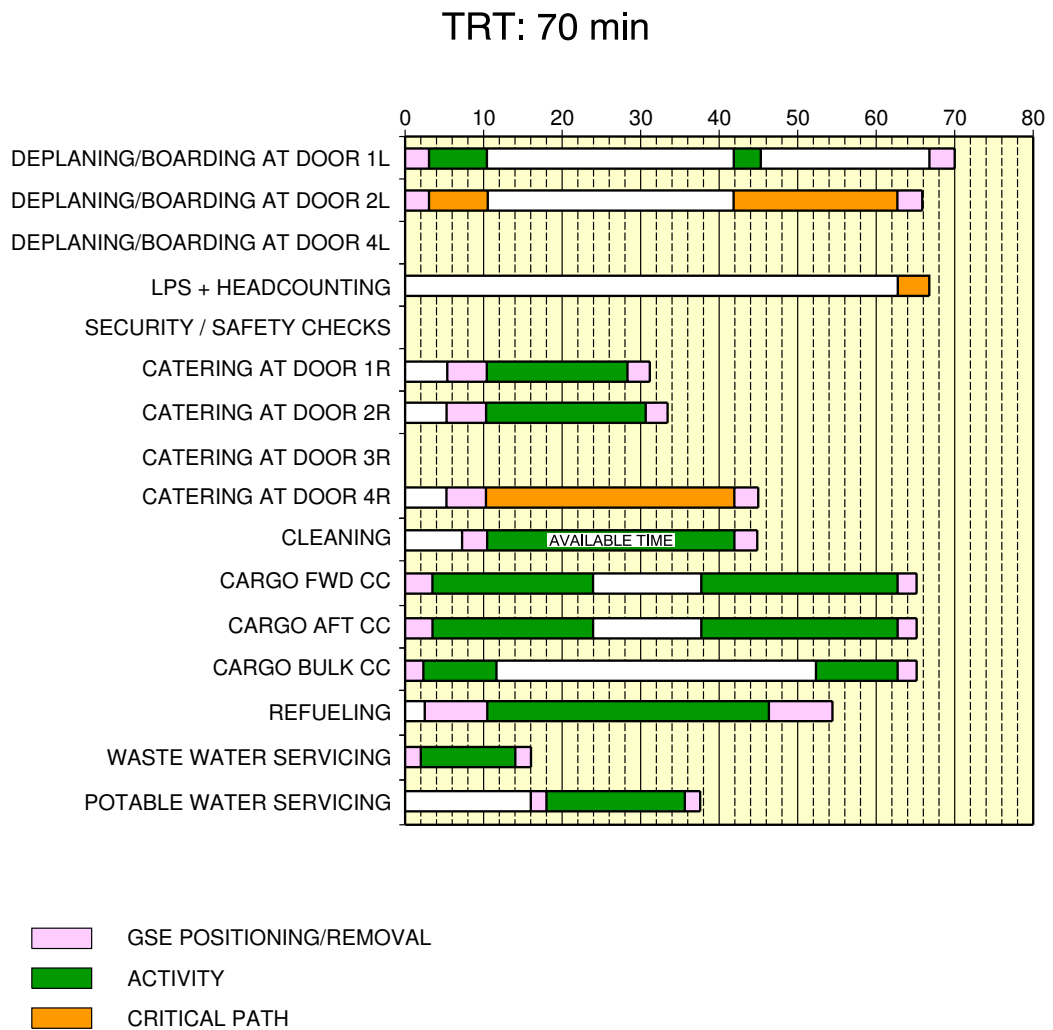 TRT: 70 min
0 10 20 30 40 50 60 70 80
DEPLANING/BOARDING AT DOOR 1L
DEPLANING/BOARDING AT DOOR 2L
DEPLANING/BOARDING AT DOOR 4L
LPS + HEADCOUNTING
SECURITY / SAFETY CHECKS
CATERING AT DOOR 1R
CATERING AT DOOR 2R
CATERING AT DOOR 3R
CATERING AT DOOR 4R
CLEANING
AVAILABLE TIME
CARGO FWD CC
CARGO AFT CC
CARGO BULK CC
REFUELING
WASTE WATER SERVICING
POTABLE WATER SERVICING
GSE POSITIONING/REMOVAL
ACTIVITY
CRITICAL PATH